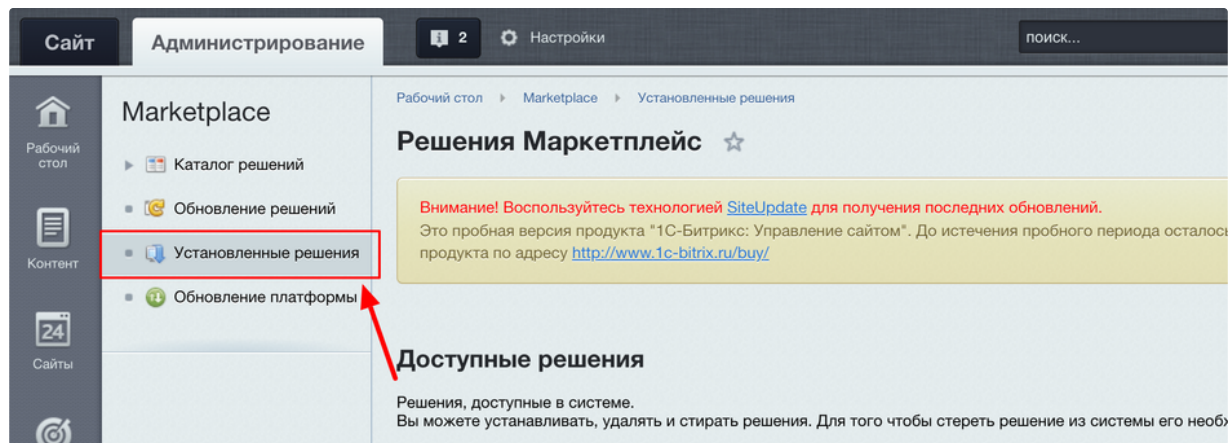 Сайт
Администрирование
2
Настройки
поиск...
Рабочий
стол
Контент
24
Сайты
Marketplace
Каталог решений
Обновление решений
Установленные решения
Обновление платформы
Рабочий стол
Marketplace
Установленные решения
Решения Маркетплейс
Внимание! Воспользуйтесь технологией SiteUpdate для получения последних обновлений.
Это пробная версия продукта "1С-Битрикс: Управление сайтом". До истечения пробного периода осталось
продукта по адресу http://www.1c-bitrix.ru/buy/
Доступные решения
Решения, доступные в системе.
Вы можете устанавливать, удалять и стирать решения. Для того чтобы стереть решение из системы его